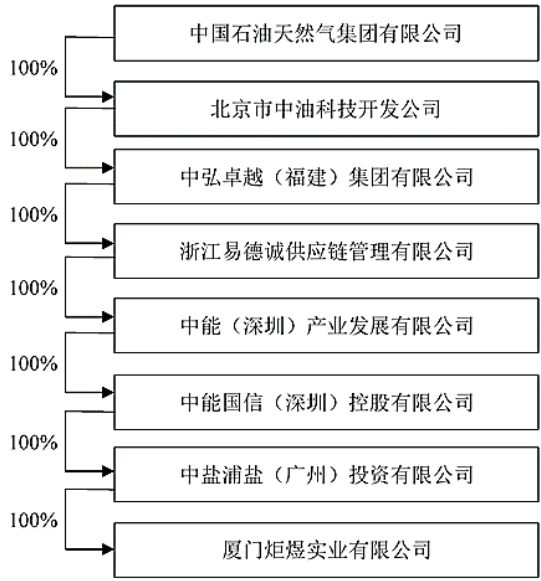 中国石油天然气集团有限公司
100%
北京市中油科技开发公司
100%
中弘卓越（福建）集团有限公司
100%
浙江易德诚供应链管理有限公司
100%
中能（深圳）产业发展有限公司
100%
中能国信（深圳）控股有限公司
100%
中盐浦盐（广州）投资有限公司
100%
厦门炬煜实业有限公司